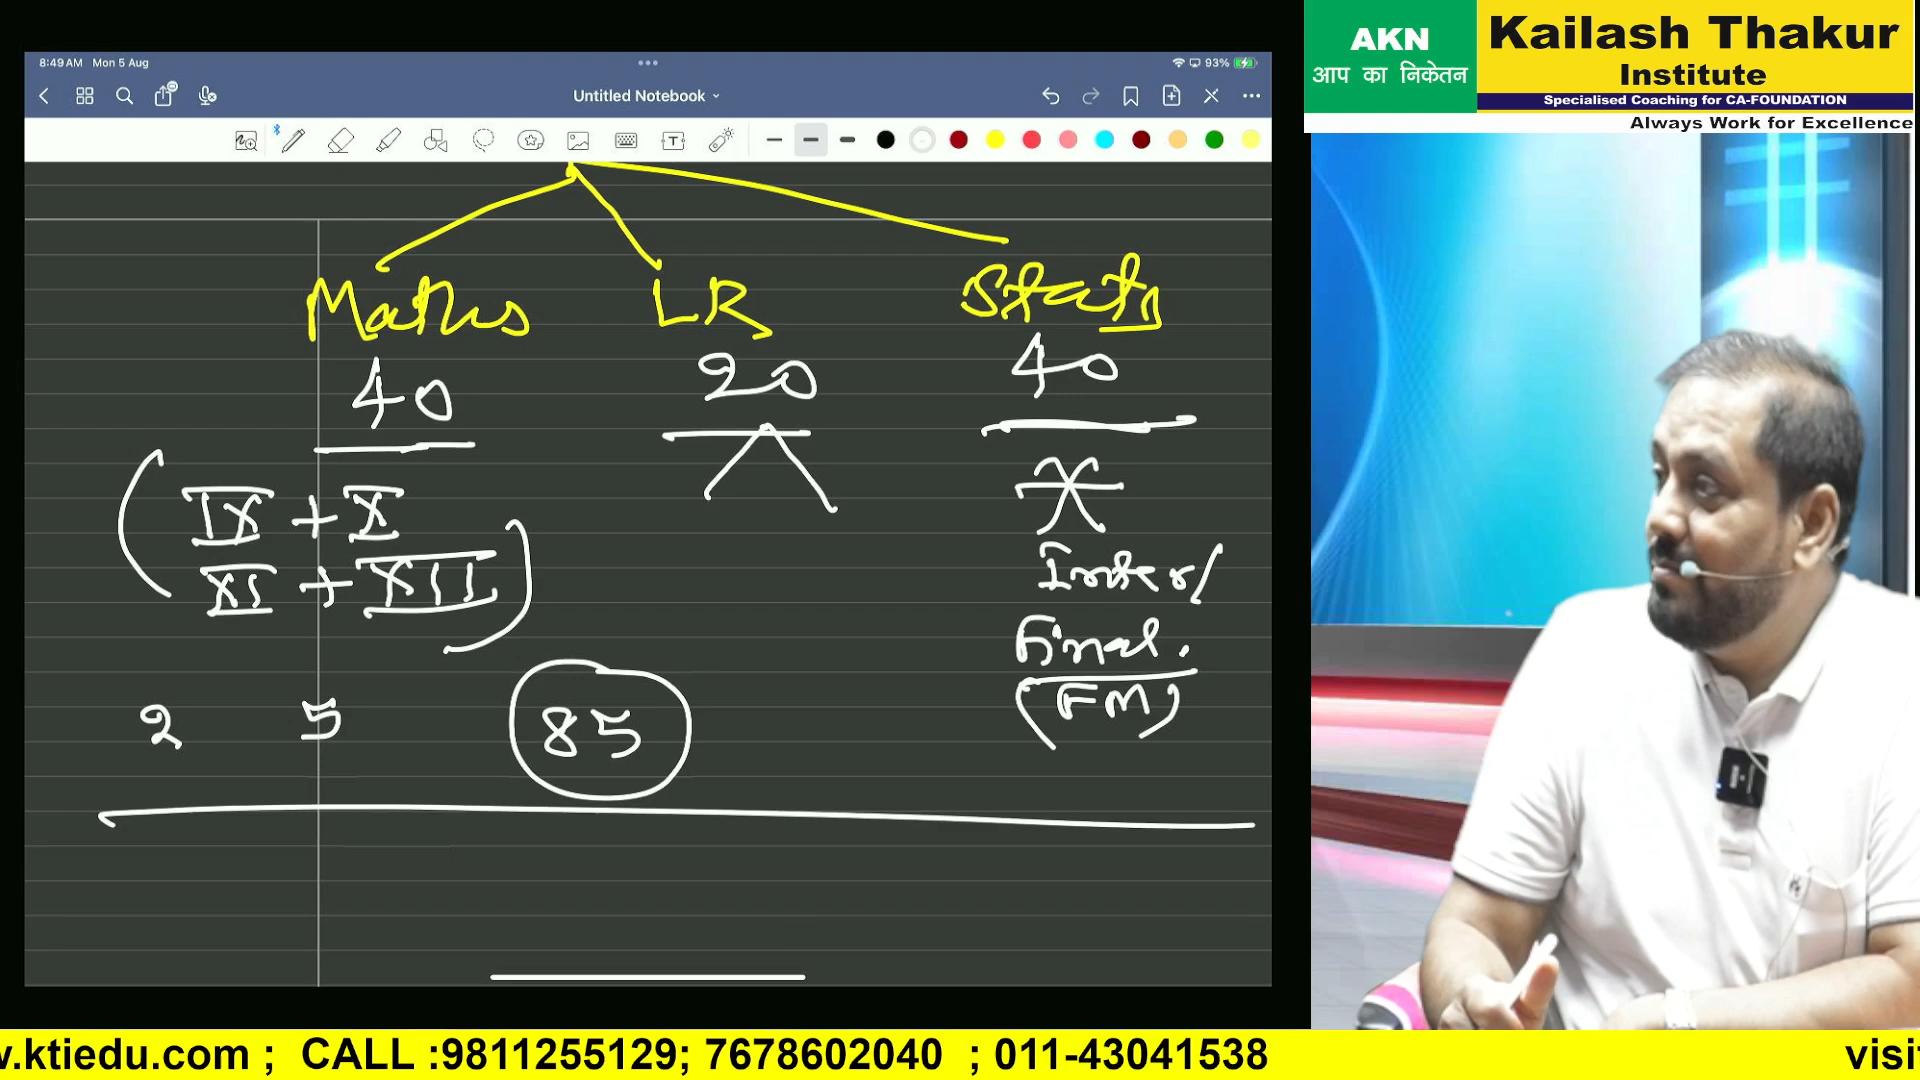 8:49 AM Mon 5 Aug
93%
Untitled Notebook
Maths LR Stats
40 20 40
IX + X
XI + XII
Inter/
Final.
(FM)
2 5 85
AKN
आप का निकेतन
Kailash Thakur
Institute
Specialised Coaching for CA-FOUNDATION
Always Work for Excellence
v.ktiedu.com ; CALL :9811255129; 7678602040 ; 011-43041538 visi